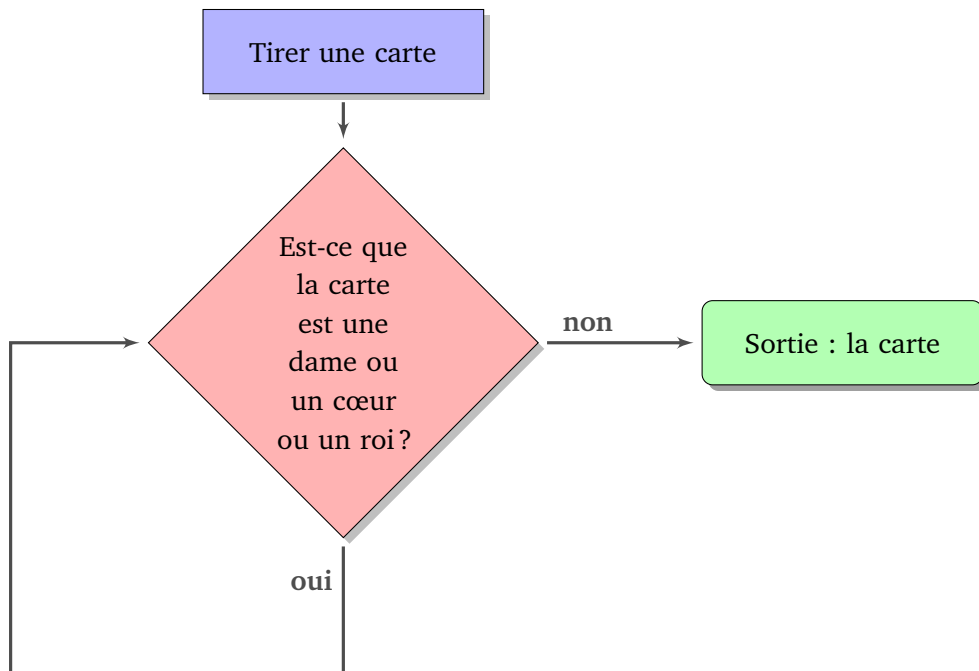 Tirer une carte
Est-ce que
la carte
est une
dame ou
un cœur
ou un roi ?
non
Sortie : la carte
oui